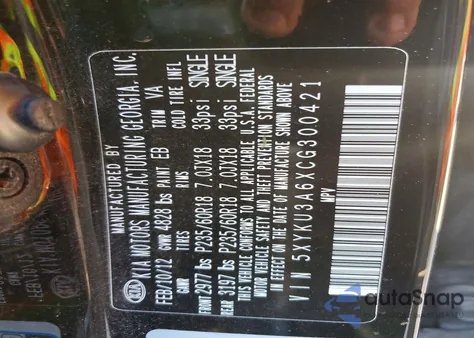 MANUFACTURED BY
KIA MOTORS MANUFACTURING GEORGIA, INC.
FEB/10/12 GVWR 4828 lbs PAINT EB TRIM VA
GAWR TIRES RIMS COLD TIRE INFL
FRONT 2977 lbs P235/60R18 7.0JX18 33psi SINGLE
REAR 3197 lbs P235/60R18 7.0JX18 33psi SINGLE
THIS VEHICLE CONFORMS TO ALL APPLICABLE U.S.A. FEDERAL
MOTOR VEHICLE SAFETY AND THEFT PREVENTION STANDARDS
IN EFFECT ON THE DATE OF MANUFACTURE SHOWN ABOVE
VIN 5XYKU3A6XCG300421
MPV
autoSnap